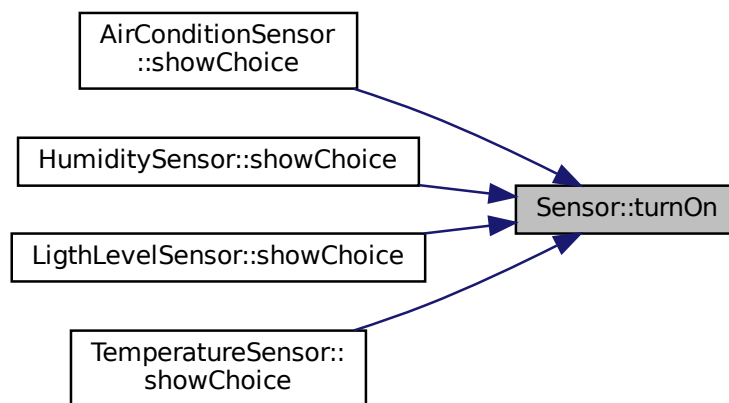 AirConditionSensor
::showChoice
HumiditySensor::showChoice
Sensor::turnOn
LigthLevelSensor::showChoice
TemperatureSensor::
showChoice